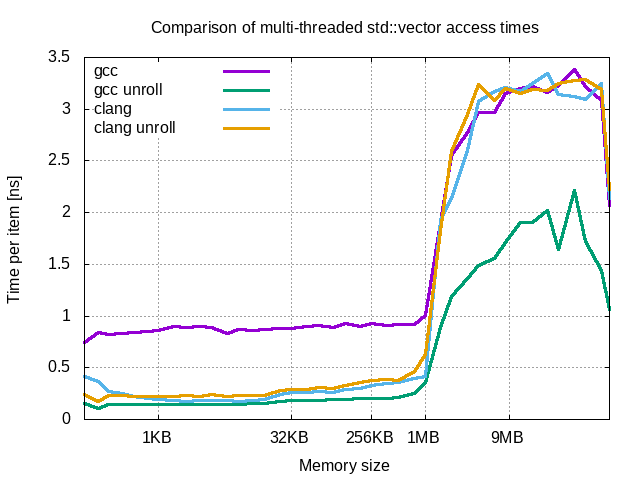 Comparison of multi-threaded std::vector access times
3.5
3
2.5
2
1.5
1
0.5
0
Time per item [ns]
gcc
gcc unroll
clang
clang unroll
1KB 32KB 256KB 1MB 9MB
Memory size